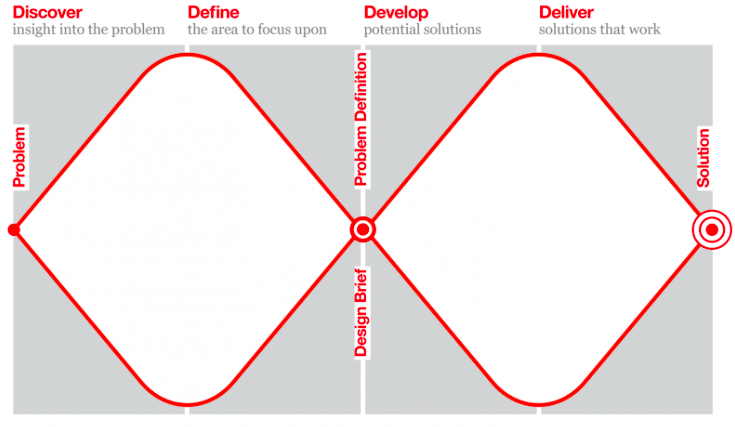 Discover
insight into the problem
Define
the area to focus upon
Develop
potential solutions
Deliver
solutions that work
Problem
Problem Definition
Design Brief
Solution